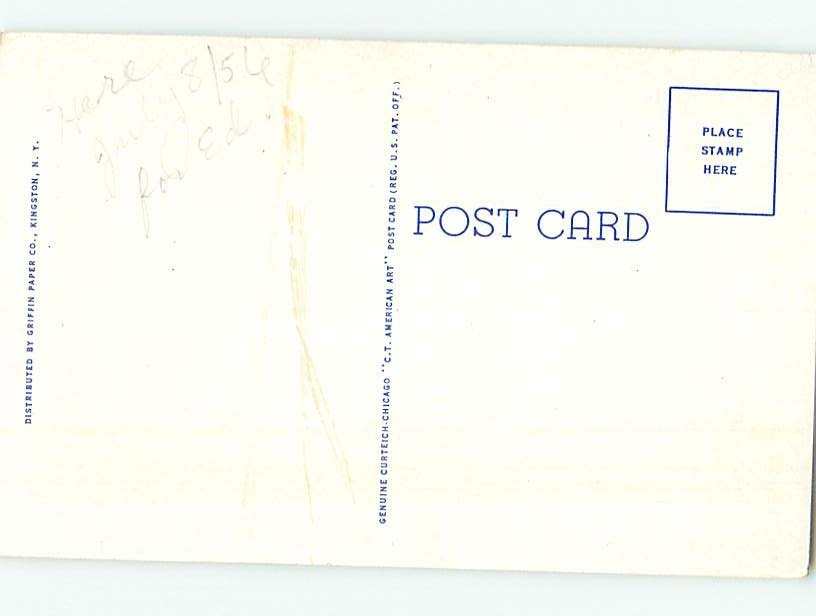 Here
July 8/56
for Ed.
DISTRIBUTED BY GRIFFIN PAPER CO., KINGSTON, N. Y.
GENUINE CURTEICH-CHICAGO "C.T. AMERICAN ART" POST CARD (REG. U.S. PAT. OFF.)
POST CARD
PLACE
STAMP
HERE